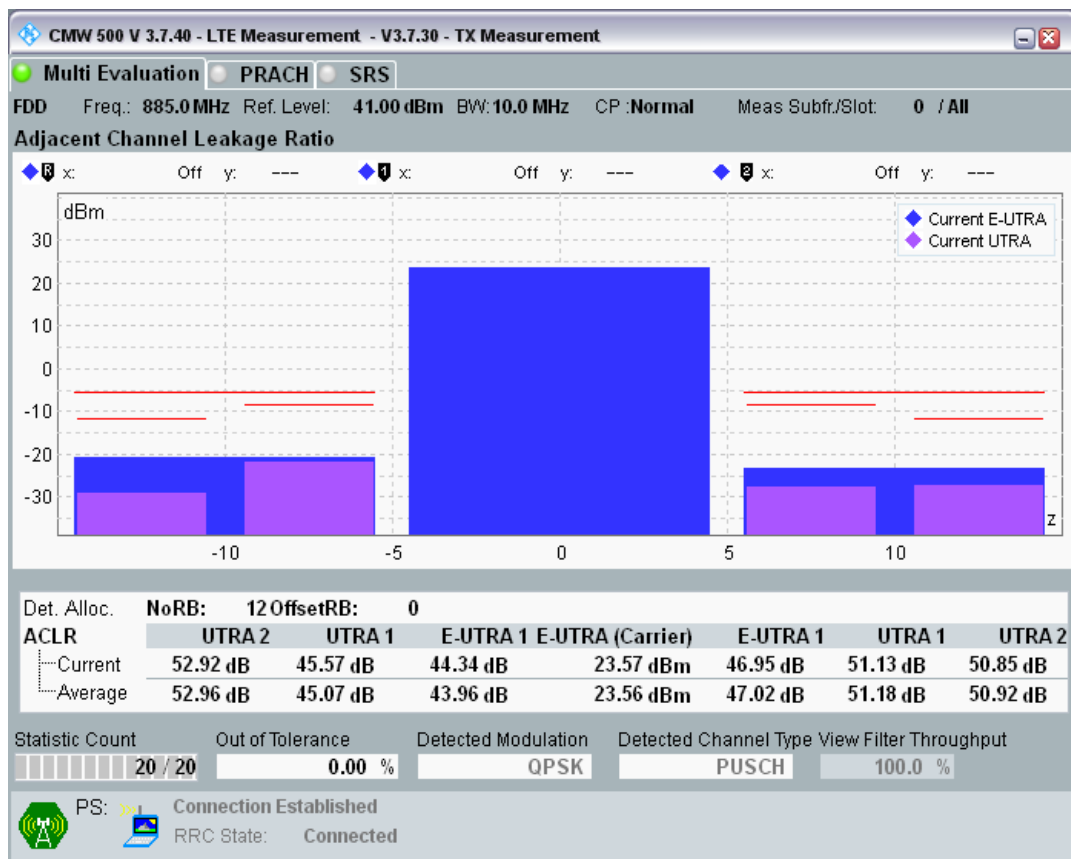 CMW 500 V 3.7.40 - LTE Measurement - V3.7.30 - TX Measurement
Multi Evaluation PRACH SRS
FDD Freq.: 885.0 MHz Ref. Level: 41.00 dBm BW: 10.0 MHz CP :Normal Meas Subfr./Slot: 0 / All
Adjacent Channel Leakage Ratio
R x: Off y: --- 1 x: Off y: --- 2 x: Off y: ---
dBm
Current E-UTRA
Current UTRA
30
20
10
0
-10
-20
-30
z
-10 -5 0 5 10
Det. Alloc. NoRB: 12 OffsetRB: 0
ACLR UTRA 2 UTRA 1 E-UTRA 1 E-UTRA (Carrier) E-UTRA 1 UTRA 1 UTRA 2
Current 52.92 dB 45.57 dB 44.34 dB 23.57 dBm 46.95 dB 51.13 dB 50.85 dB
Average 52.96 dB 45.07 dB 43.96 dB 23.56 dBm 47.02 dB 51.18 dB 50.92 dB
Statistic Count Out of Tolerance Detected Modulation Detected Channel Type View Filter Throughput
20 / 20 0.00 % QPSK PUSCH 100.0 %
PS: Connection Established
RRC State: Connected